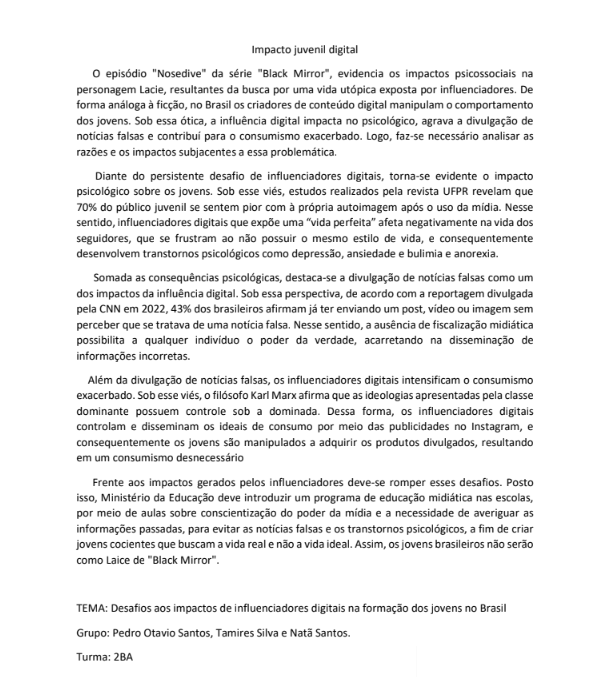 Impacto juvenil digital
O episódio "Nosedive" da série "Black Mirror", evidencia os impactos psicossociais na
personagem Lacie, resultantes da busca por uma vida utópica exposta por influenciadores. De
forma análoga à ficção, no Brasil os criadores de conteúdo digital manipulam o comportamento
dos jovens. Sob essa ótica, a influência digital impacta no psicológico, agrava a divulgação de
notícias falsas e contribuí para o consumismo exacerbado. Logo, faz-se necessário analisar as
razões e os impactos subjacentes a essa problemática.
Diante do persistente desafio de influenciadores digitais, torna-se evidente o impacto
psicológico sobre os jovens. Sob esse viés, estudos realizados pela revista UFPR revelam que
70% do público juvenil se sentem pior com à própria autoimagem após o uso da mídia. Nesse
sentido, influenciadores digitais que expõe uma “vida perfeita” afeta negativamente na vida dos
seguidores, que se frustram ao não possuir o mesmo estilo de vida, e consequentemente
desenvolvem transtornos psicológicos como depressão, ansiedade e bulimia e anorexia.
Somada as consequências psicológicas, destaca-se a divulgação de notícias falsas como um
dos impactos da influência digital. Sob essa perspectiva, de acordo com a reportagem divulgada
pela CNN em 2022, 43% dos brasileiros afirmam já ter enviando um post, vídeo ou imagem sem
perceber que se tratava de uma notícia falsa. Nesse sentido, a ausência de fiscalização midiática
possibilita a qualquer indivíduo o poder da verdade, acarretando na disseminação de
informações incorretas.
Além da divulgação de notícias falsas, os influenciadores digitais intensificam o consumismo
exacerbado. Sob esse viés, o filósofo Karl Marx afirma que as ideologias apresentadas pela classe
dominante possuem controle sob a dominada. Dessa forma, os influenciadores digitais
controlam e disseminam os ideais de consumo por meio das publicidades no Instagram, e
consequentemente os jovens são manipulados a adquirir os produtos divulgados, resultando
em um consumismo desnecessário
Frente aos impactos gerados pelos influenciadores deve-se romper esses desafios. Posto
isso, Ministério da Educação deve introduzir um programa de educação midiática nas escolas,
por meio de aulas sobre conscientização do poder da mídia e a necessidade de averiguar as
informações passadas, para evitar as notícias falsas e os transtornos psicológicos, a fim de criar
jovens cocientes que buscam a vida real e não a vida ideal. Assim, os jovens brasileiros não serão
como Laice de "Black Mirror".
TEMA: Desafios aos impactos de influenciadores digitais na formação dos jovens no Brasil
Grupo: Pedro Otavio Santos, Tamires Silva e Natã Santos.
Turma: 2BA